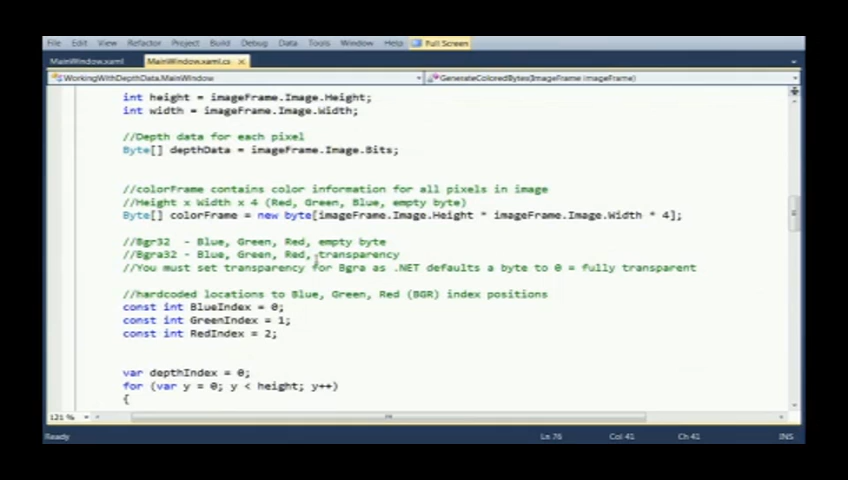 File Edit View Refactor Project Build Debug Data Tools Window Help Full Screen
MainWindow.xaml MainWindow.xaml.cs
WorkingWithDepthData.MainWindow GenerateColoredBytes(ImageFrame imageFrame)
int height = imageFrame.Image.Height;
int width = imageFrame.Image.Width;
//Depth data for each pixel
Byte[] depthData = imageFrame.Image.Bits;
//colorFrame contains color information for all pixels in image
//Height x Width x 4 (Red, Green, Blue, empty byte)
Byte[] colorFrame = new byte[imageFrame.Image.Height * imageFrame.Image.Width * 4];
//Bgr32 - Blue, Green, Red, empty byte
//Bgra32 - Blue, Green, Red, transparency
//You must set transparency for Bgra as .NET defaults a byte to 0 = fully transparent
//hardcoded locations to Blue, Green, Red (BGR) index positions
const int BlueIndex = 0;
const int GreenIndex = 1;
const int RedIndex = 2;
var depthIndex = 0;
for (var y = 0; y < height; y++)
{
121 %
Ready Ln 76 Col 41 Ch 41 INS